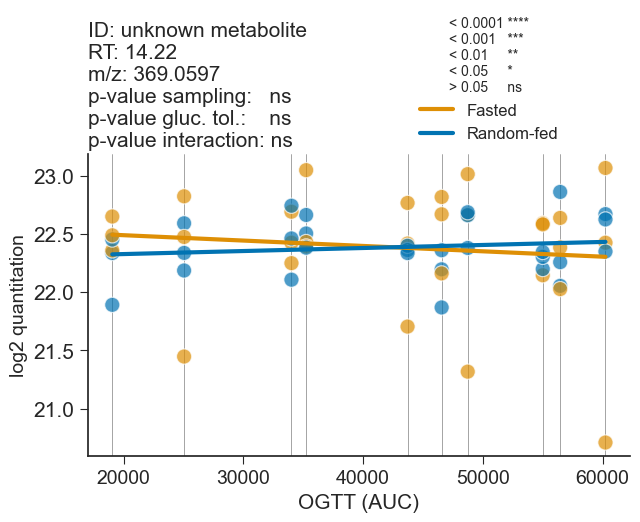 ID: unknown metabolite
RT: 14.22
m/z: 369.0597
p-value sampling: ns
p-value gluc. tol.: ns
p-value interaction: ns
< 0.0001 ****
< 0.001 ***
< 0.01 **
< 0.05 *
> 0.05 ns
Fasted
Random-fed
log2 quantitation
23.0
22.5
22.0
21.5
21.0
20000 30000 40000 50000 60000
OGTT (AUC)